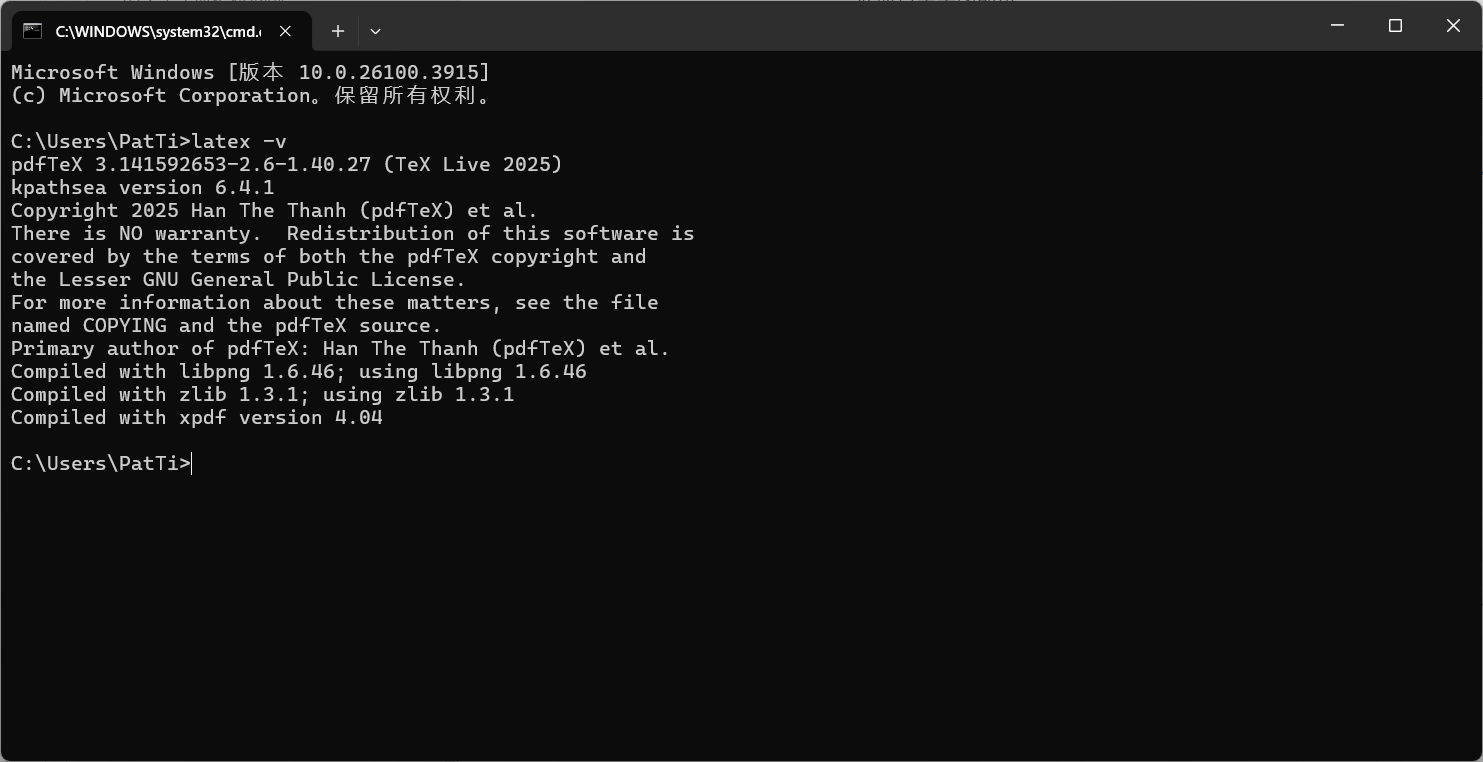 C:\WINDOWS\system32\cmd.
Microsoft Windows [版本 10.0.26100.3915]
(c) Microsoft Corporation。保留所有权利。
C:\Users\PatTi>latex -v
pdfTeX 3.141592653-2.6-1.40.27 (TeX Live 2025)
kpathsea version 6.4.1
Copyright 2025 Han The Thanh (pdfTeX) et al.
There is NO warranty.  Redistribution of this software is
covered by the terms of both the pdfTeX copyright and
the Lesser GNU General Public License.
For more information about these matters, see the file
named COPYING and the pdfTeX source.
Primary author of pdfTeX: Han The Thanh (pdfTeX) et al.
Compiled with libpng 1.6.46; using libpng 1.6.46
Compiled with zlib 1.3.1; using zlib 1.3.1
Compiled with xpdf version 4.04
C:\Users\PatTi>